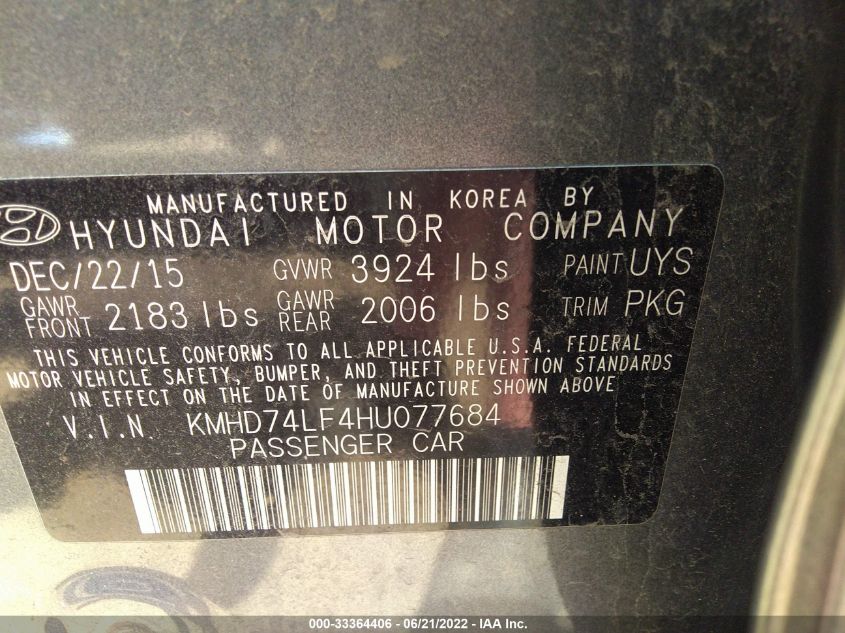 MANUFACTURED IN KOREA BY
HYUNDAI MOTOR COMPANY
DEC/22/15 GVWR 3924 lbs PAINT UYS
GAWR FRONT 2183 lbs GAWR REAR 2006 lbs TRIM PKG
THIS VEHICLE CONFORMS TO ALL APPLICABLE U.S.A. FEDERAL
MOTOR VEHICLE SAFETY, BUMPER, AND THEFT PREVENTION STANDARDS
IN EFFECT ON THE DATE OF MANUFACTURE SHOWN ABOVE
V.I.N. KMHD74LF4HU077684
PASSENGER CAR
000-33364406 - 06/21/2022 - IAA Inc.